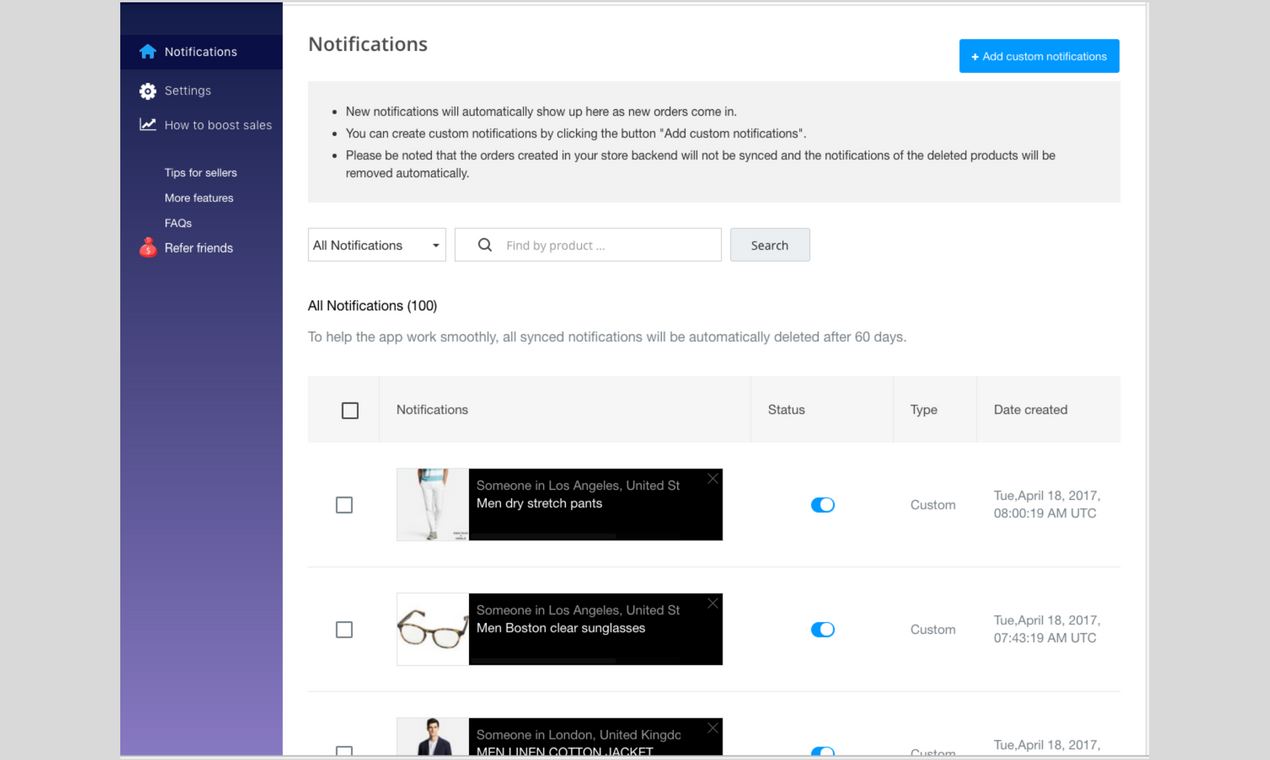 Notifications
Settings
How to boost sales
Tips for sellers
More features
FAQs
Refer friends
Notifications
+ Add custom notifications
• New notifications will automatically show up here as new orders come in.
• You can create custom notifications by clicking the button "Add custom notifications".
• Please be noted that the orders created in your store backend will not be synced and the notifications of the deleted products will be
removed automatically.
All Notifications
Find by product ...
Search
All Notifications (100)
To help the app work smoothly, all synced notifications will be automatically deleted after 60 days.
Notifications Status Type Date created
Someone in Los Angeles, United St
Men dry stretch pants
Custom
Tue,April 18, 2017,
08:00:19 AM UTC
Someone in Los Angeles, United St
Men Boston clear sunglasses
Custom
Tue,April 18, 2017,
07:43:19 AM UTC
Someone in London, United Kingdo
MEN LINEN COTTON JACKET
Custom
Tue,April 18, 2017,